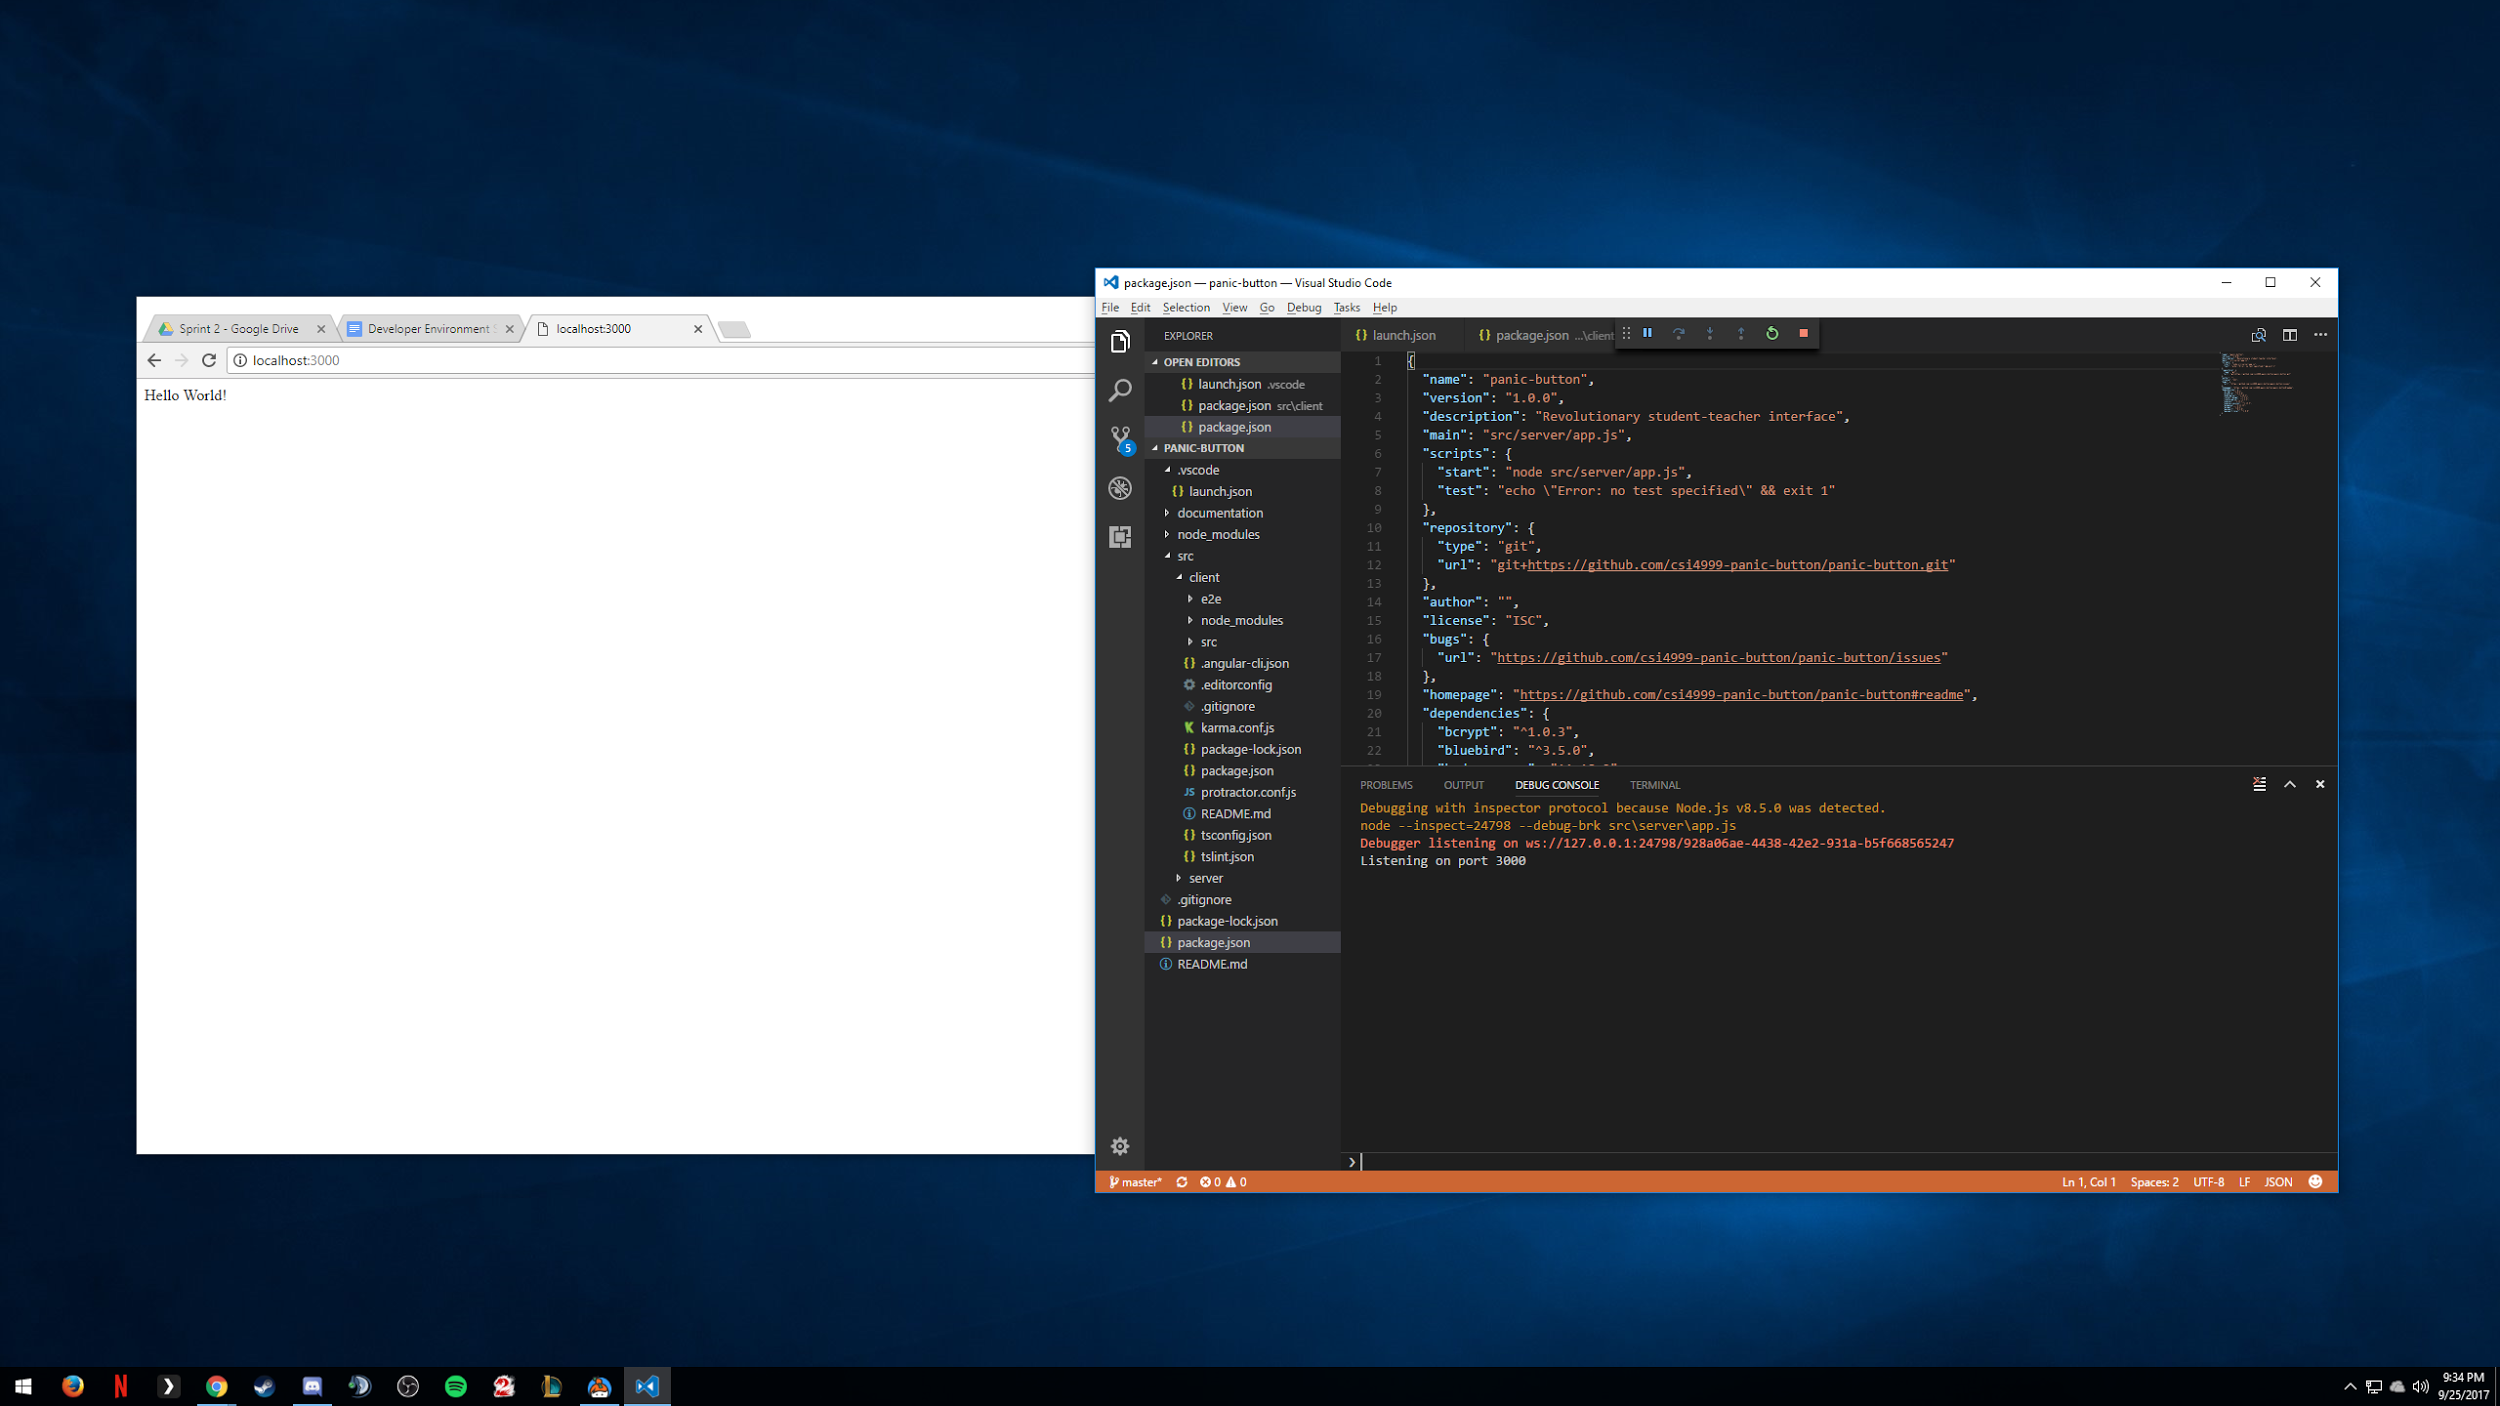 Sprint 2 - Google Drive
Developer Environment
localhost:3000
localhost:3000
Hello World!
package.json — panic-button — Visual Studio Code
File Edit Selection View Go Debug Tasks Help
EXPLORER
OPEN EDITORS
launch.json .vscode
package.json src\client
package.json
PANIC-BUTTON
.vscode
launch.json
documentation
node_modules
src
client
e2e
node_modules
src
.angular-cli.json
.editorconfig
.gitignore
karma.conf.js
package-lock.json
package.json
protractor.conf.js
README.md
tsconfig.json
tslint.json
server
.gitignore
package-lock.json
package.json
README.md
5
launch.json
package.json ...\client
1 {
2 "name": "panic-button",
3 "version": "1.0.0",
4 "description": "Revolutionary student-teacher interface",
5 "main": "src/server/app.js",
6 "scripts": {
7 "start": "node src/server/app.js",
8 "test": "echo \"Error: no test specified\" && exit 1"
9 },
10 "repository": {
11 "type": "git",
12 "url": "git+https://github.com/csi4999-panic-button/panic-button.git"
13 },
14 "author": "",
15 "license": "ISC",
16 "bugs": {
17 "url": "https://github.com/csi4999-panic-button/panic-button/issues"
18 },
19 "homepage": "https://github.com/csi4999-panic-button/panic-button#readme",
20 "dependencies": {
21 "bcrypt": "^1.0.3",
22 "bluebird": "^3.5.0",
PROBLEMS OUTPUT DEBUG CONSOLE TERMINAL
Debugging with inspector protocol because Node.js v8.5.0 was detected.
node --inspect=24798 --debug-brk src\server\app.js
Debugger listening on ws://127.0.0.1:24798/928a06ae-4438-42e2-931a-b5f668565247
Listening on port 3000
master* 0 0
Ln 1, Col 1 Spaces: 2 UTF-8 LF JSON
9:34 PM
9/25/2017